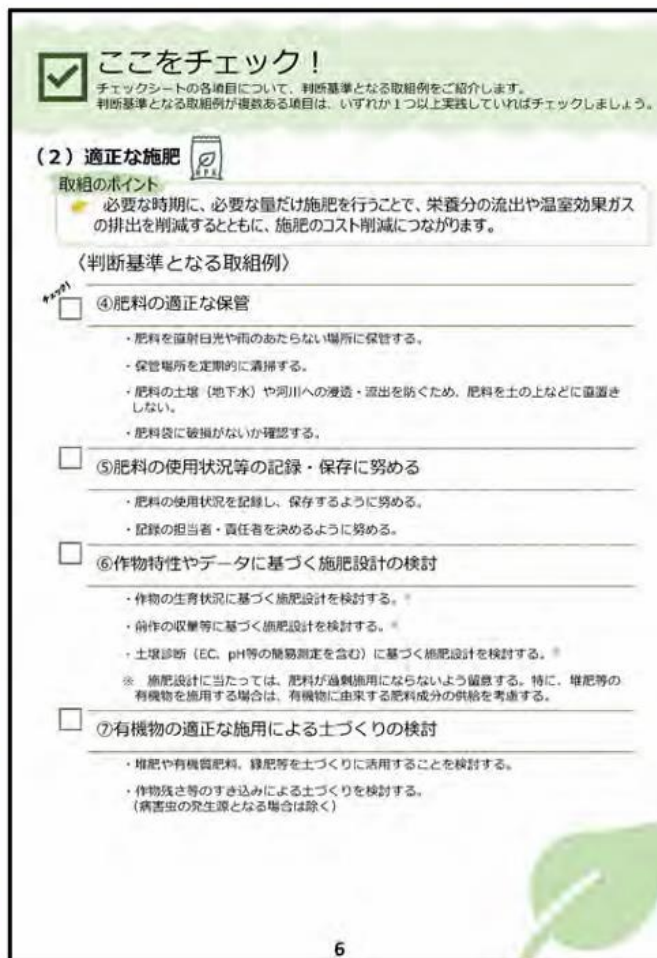 ここをチェック！
チェックシートの各項目について、判断基準となる取組例をご紹介します。
判断基準となる取組例が複数ある項目は、いずれか１つ以上実践していればチェックしましょう。
（２）適正な施肥
NPK
取組のポイント
必要な時期に、必要な量だけ施肥を行うことで、栄養分の流出や温室効果ガス
の排出を削減するとともに、施肥のコスト削減につながります。
〈判断基準となる取組例〉
チェック!
④肥料の適正な保管
・肥料を直射日光や雨のあたらない場所に保管する。
・保管場所を定期的に清掃する。
・肥料の土壌（地下水）や河川への浸透・流出を防ぐため、肥料を土の上などに直置き
しない。
・肥料袋に破損がないか確認する。
⑤肥料の使用状況等の記録・保存に努める
・肥料の使用状況を記録し、保存するように努める。
・記録の担当者・責任者を決めるように努める。
⑥作物特性やデータに基づく施肥設計の検討
・作物の生育状況に基づく施肥設計を検討する。※
・前作の収量等に基づく施肥設計を検討する。※
・土壌診断（EC、pH等の簡易測定を含む）に基づく施肥設計を検討する。※
※　施肥設計に当たっては、肥料が過剰施用にならないよう留意する。特に、堆肥等の
有機物を施用する場合は、有機物に由来する肥料成分の供給を考慮する。
⑦有機物の適正な施用による土づくりの検討
・堆肥や有機質肥料、緑肥等を土づくりに活用することを検討する。
・作物残さ等のすき込みによる土づくりを検討する。
（病害虫の発生源となる場合は除く）
6